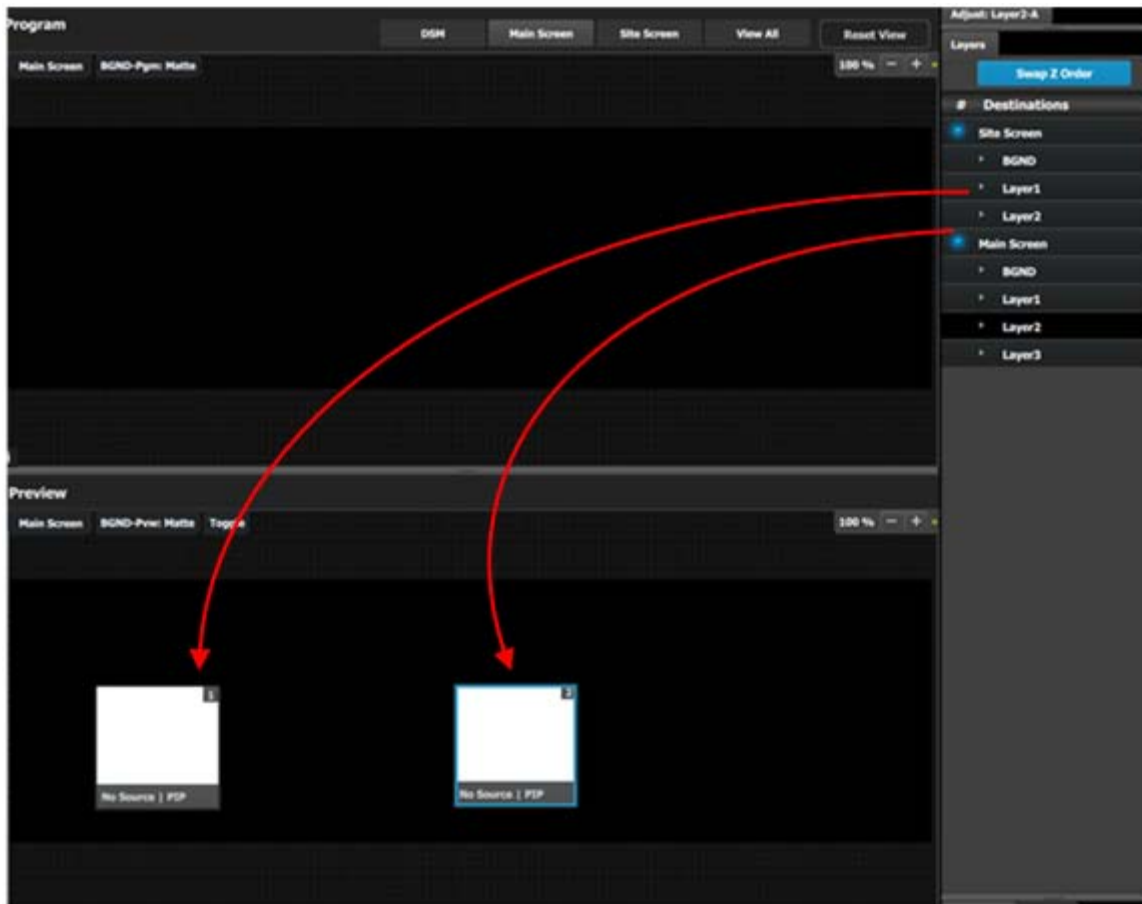 Program
DSM
Main Screen
Site Screen
View All
Reset View
Main Screen
BGND-Pgm: Matte
100 % − +
Adjust: Layer2-A
Layers
Swap Z Order
# Destinations
Site Screen
BGND
Layer1
Layer2
Main Screen
BGND
Layer1
Layer2
Layer3
Preview
Main Screen
BGND-Pvw: Matte
Toggle
100 % − +
1
No Source | PIP
2
No Source | PIP